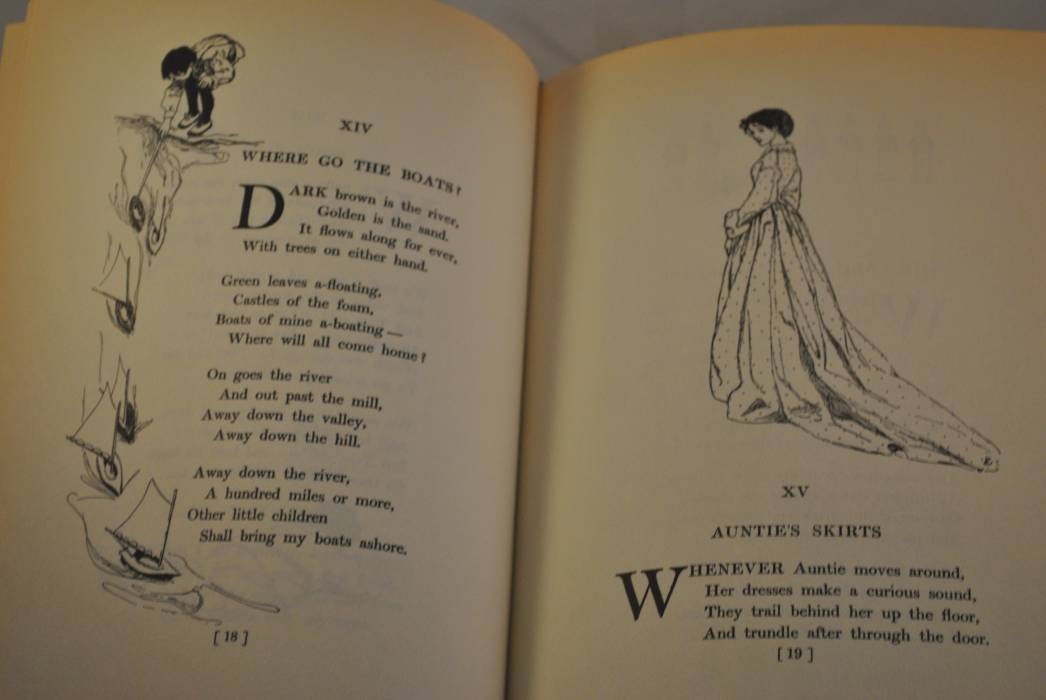 XIV
WHERE GO THE BOATS?
DARK brown is the river,
Golden is the sand.
It flows along for ever,
With trees on either hand.
Green leaves a-floating,
Castles of the foam,
Boats of mine a-boating—
Where will all come home?
On goes the river
And out past the mill,
Away down the valley,
Away down the hill.
Away down the river,
A hundred miles or more,
Other little children
Shall bring my boats ashore.
[ 18 ]
XV
AUNTIE'S SKIRTS
WHENEVER Auntie moves around,
Her dresses make a curious sound,
They trail behind her up the floor,
And trundle after through the door.
[ 19 ]